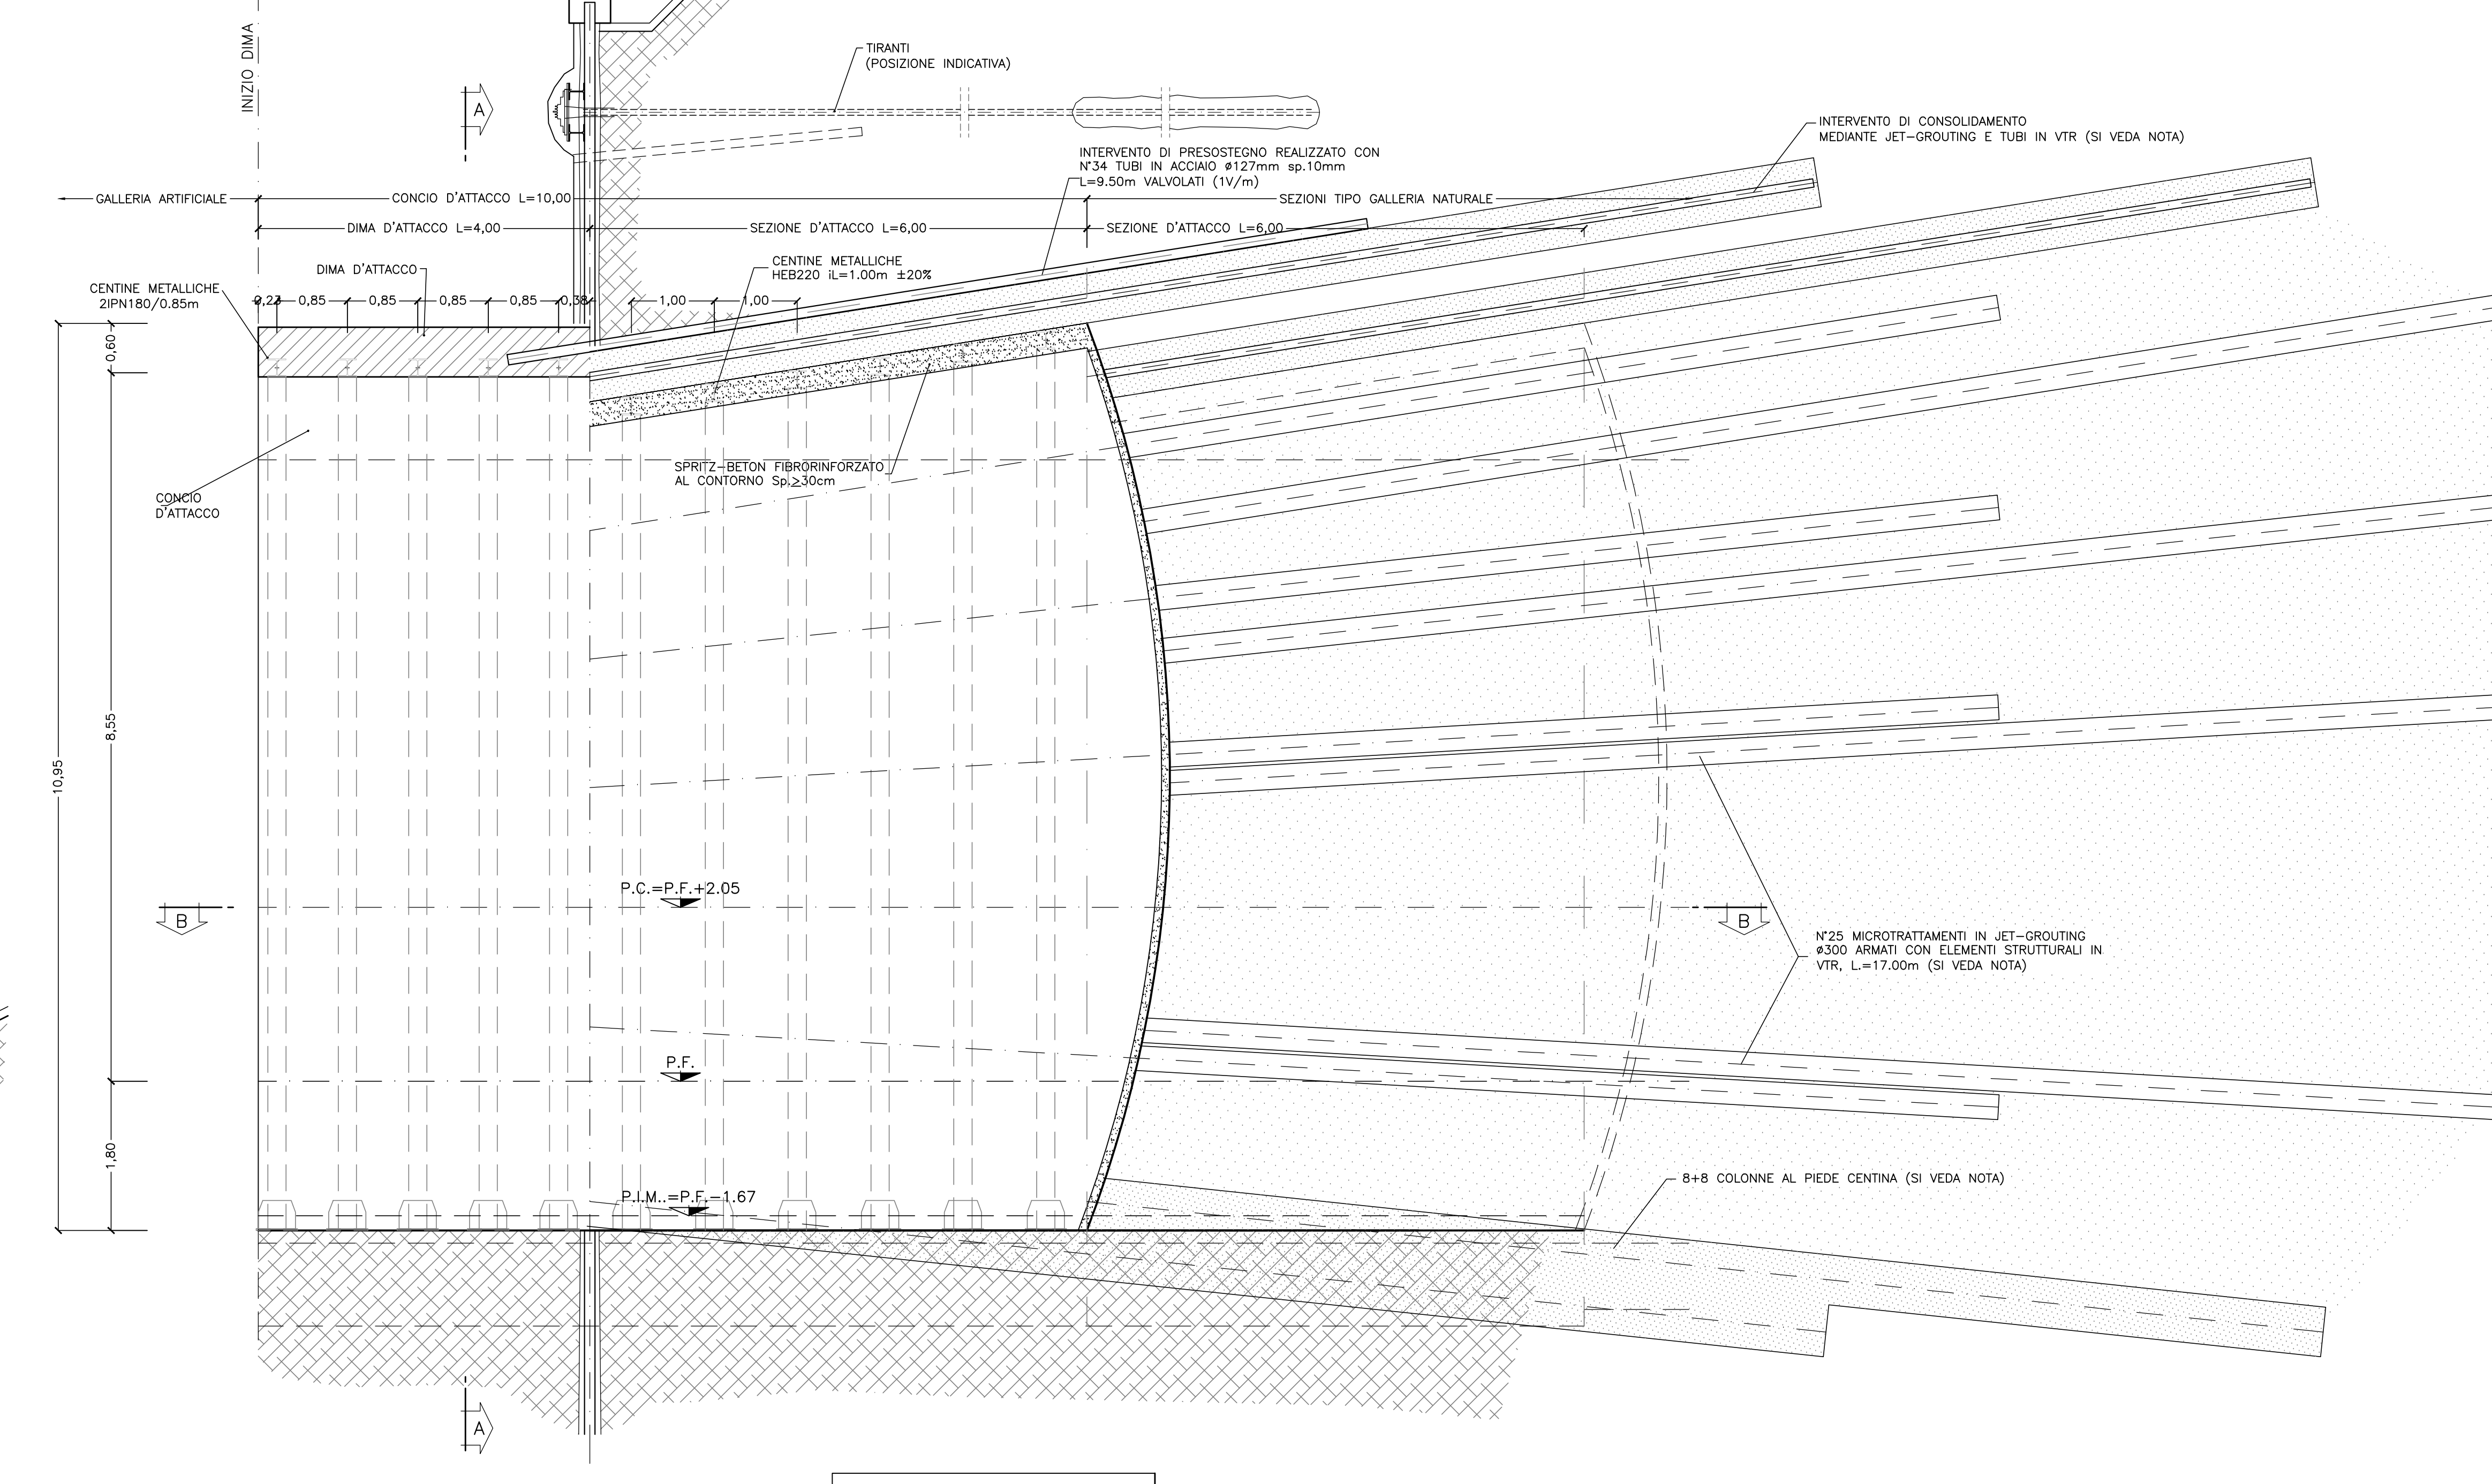 INIZIO DIMA
A
TIRANTI
(POSIZIONE INDICATIVA)
INTERVENTO DI CONSOLIDAMENTO
MEDIANTE JET-GROUTING E TUBI IN VTR (SI VEDA NOTA)
INTERVENTO DI PRESOSTEGNO REALIZZATO CON
N°34 TUBI IN ACCIAIO ø127mm sp.10mm
L=9.50m VALVOLATI (1V/m)
GALLERIA ARTIFICIALE
CONCIO D'ATTACCO L=10,00
SEZIONI TIPO GALLERIA NATURALE
DIMA D'ATTACCO L=4,00
SEZIONE D'ATTACCO L=6,00
SEZIONE D'ATTACCO L=6,00
DIMA D'ATTACCO
CENTINE METALLICHE
HEB220 iL=1.00m ±20%
CENTINE METALLICHE
2IPN180/0.85m
0,23
0,85
0,85
0,85
0,85
0,38
1,00
1,00
0,60
SPRITZ-BETON FIBRORINFORZATO
AL CONTORNO Sp.≥30cm
CONCIO
D'ATTACCO
8,55
10,95
P.C.=P.F.+2.05
B
B
N°25 MICROTRATTAMENTI IN JET-GROUTING
ø300 ARMATI CON ELEMENTI STRUTTURALI IN
VTR, L.=17.00m (SI VEDA NOTA)
P.F.
1,80
P.I.M..=P.F.-1.67
8+8 COLONNE AL PIEDE CENTINA (SI VEDA NOTA)
A